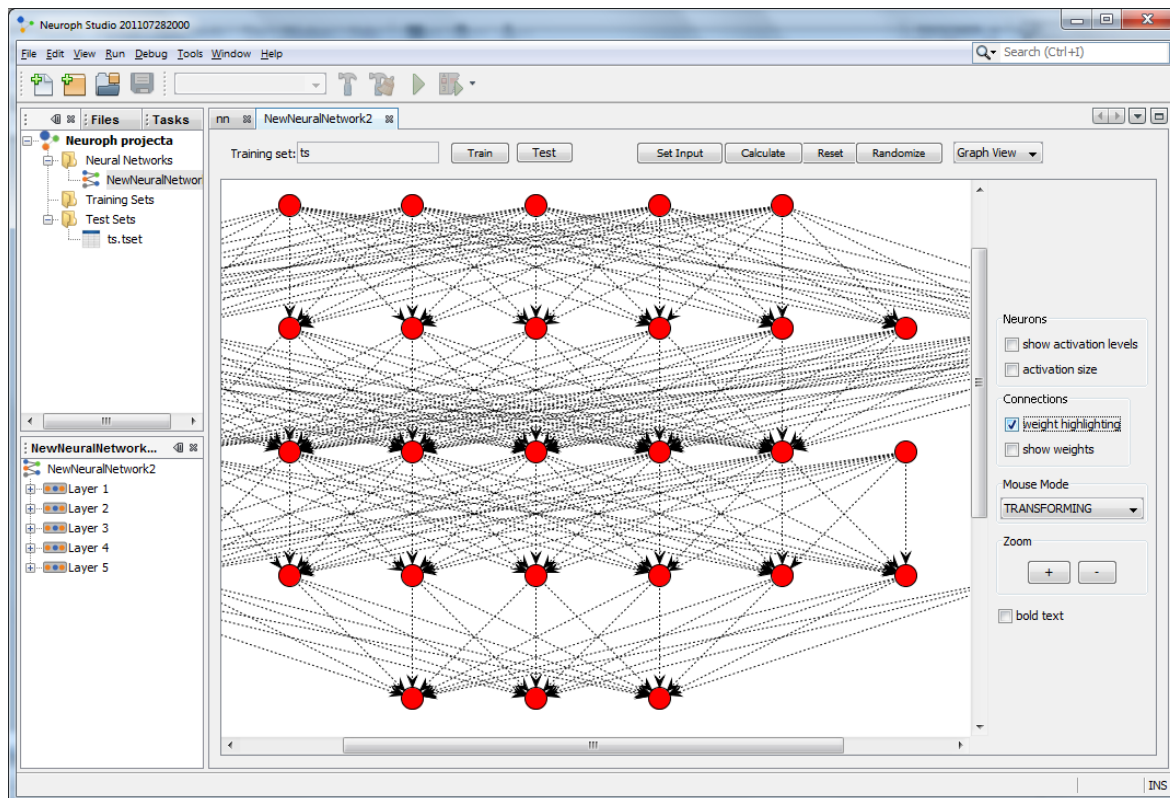 Neuroph Studio 201107282000
File Edit View Run Debug Tools Window Help
Search (Ctrl+I)
Files
Tasks
nn
NewNeuralNetwork2
Neuroph projecta
Neural Networks
NewNeuralNetwor
Training Sets
Test Sets
ts.tset
Training set: ts
Train
Test
Set Input
Calculate
Reset
Randomize
Graph View
Neurons
show activation levels
activation size
Connections
weight highlighting
show weights
Mouse Mode
TRANSFORMING
Zoom
+
-
bold text
NewNeuralNetwork...
NewNeuralNetwork2
Layer 1
Layer 2
Layer 3
Layer 4
Layer 5
INS